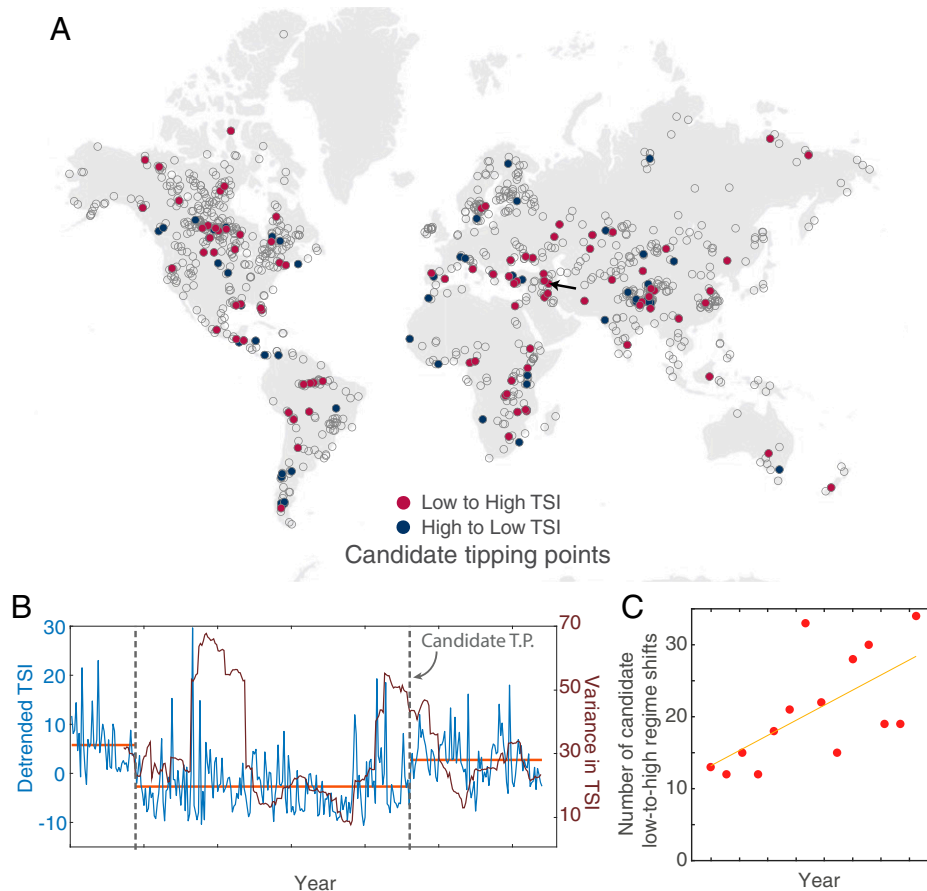 A
Low to High TSI
High to Low TSI
Candidate tipping points
B
30
20
10
0
-10
Detrended TSI
Candidate T.P.
70
50
30
10
Variance in TSI
Year
C
30
20
10
0
Number of candidate
low-to-high regime shifts
Year